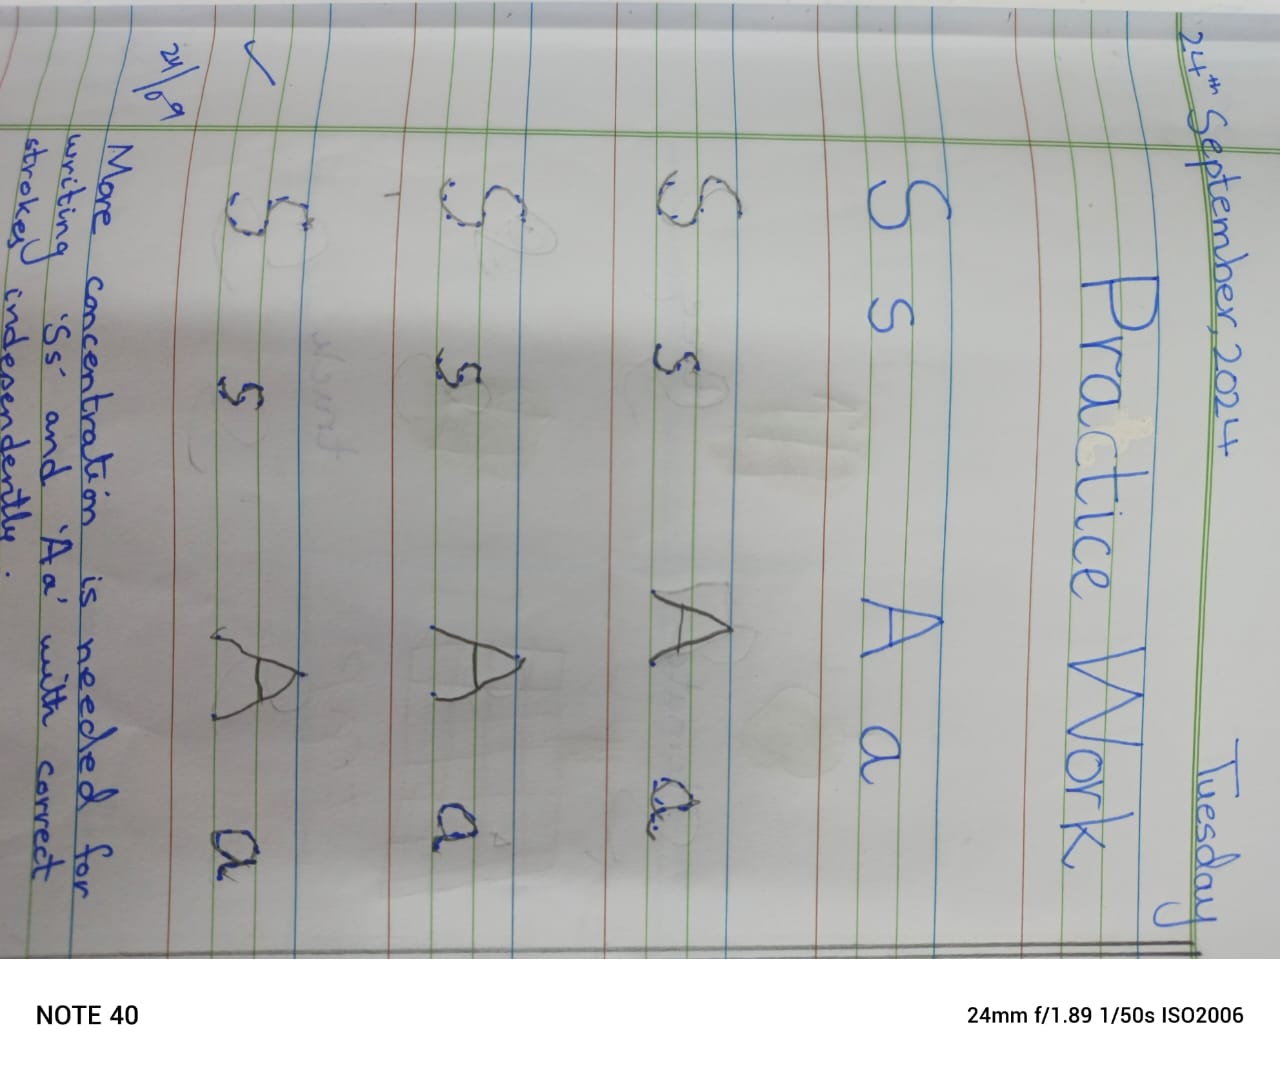 24th September, 2024 Tuesday
Practice Work
S s A a
S s A a
S s A a
S s A a
✓
24/09
More concentration is needed for
writing 'Ss' and 'Aa' with correct
strokes independently.
NOTE 40
24mm f/1.89 1/50s ISO2006